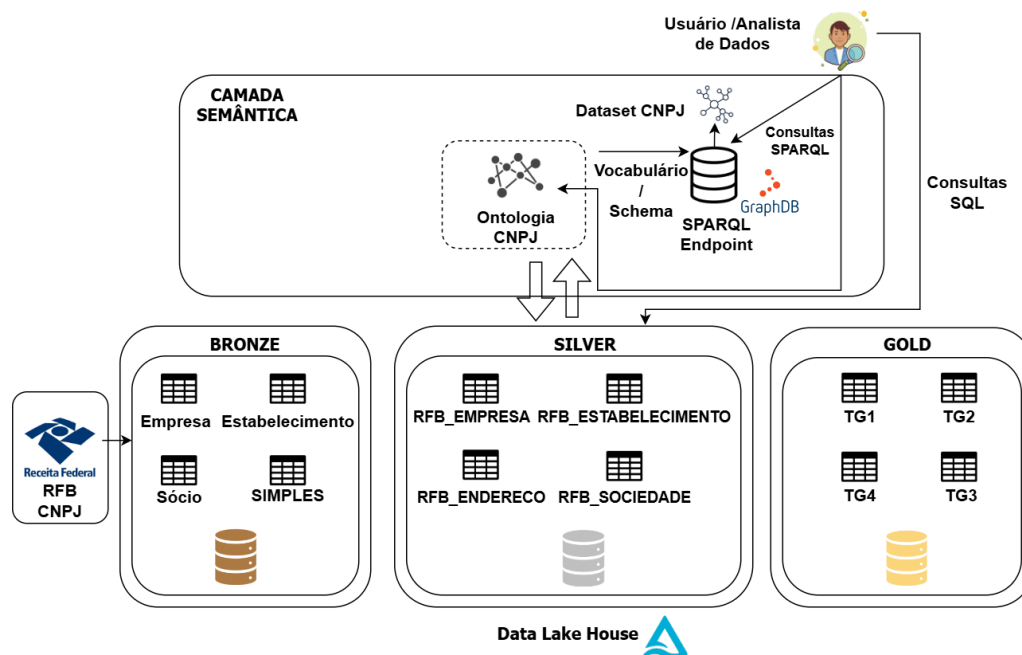 Usuário /Analista
de Dados
CAMADA
SEMÂNTICA
Dataset CNPJ
Consultas
SPARQL
Vocabulário
/
Schema
Ontologia
CNPJ
GraphDB
SPARQL
Endpoint
Consultas
SQL
BRONZE
Empresa
Estabelecimento
Sócio
SIMPLES
Receita Federal
RFB
CNPJ
SILVER
RFB_EMPRESA
RFB_ESTABELECIMENTO
RFB_ENDERECO
RFB_SOCIEDADE
GOLD
TG1
TG2
TG4
TG3
Data Lake House